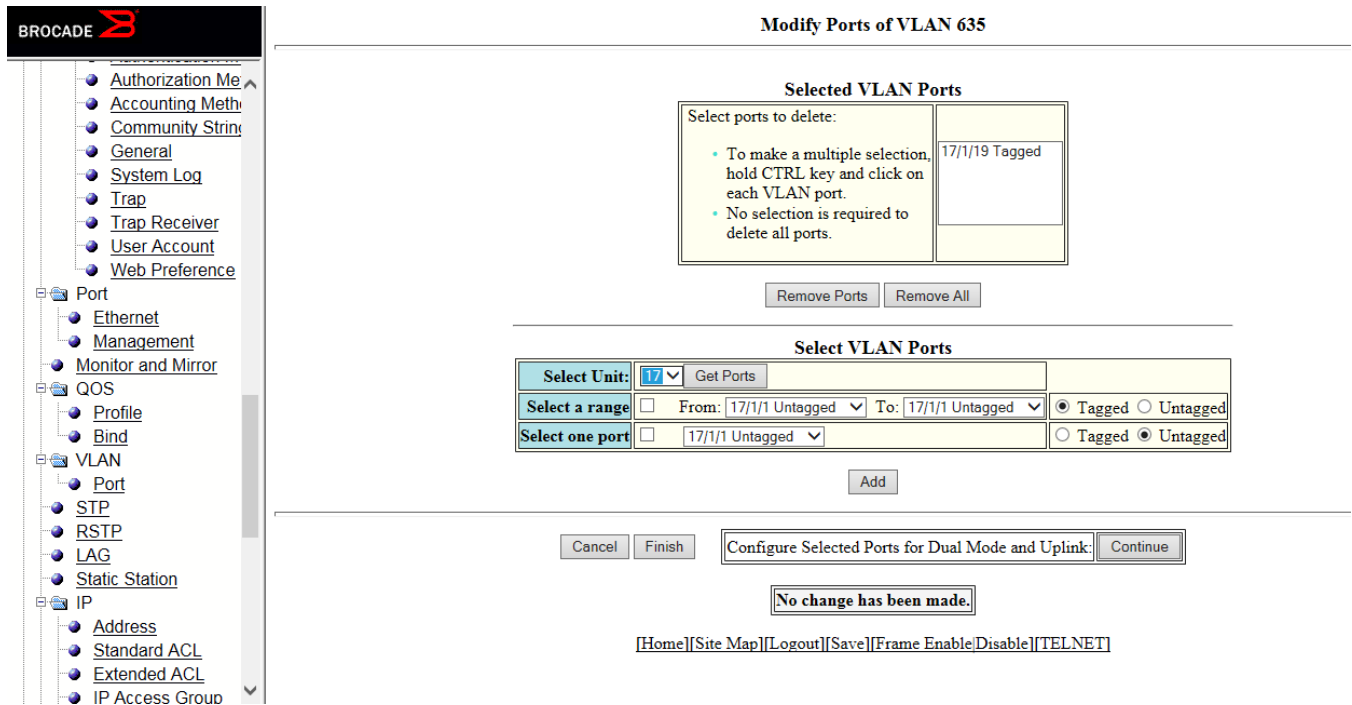 BROCADE
Authorization Me
Accounting Meth
Community String
General
System Log
Trap
Trap Receiver
User Account
Web Preference
Port
Ethernet
Management
Monitor and Mirror
QOS
Profile
Bind
VLAN
Port
STP
RSTP
LAG
Static Station
IP
Address
Standard ACL
Extended ACL
IP Access Group
Modify Ports of VLAN 635
Selected VLAN Ports
Select ports to delete:
• To make a multiple selection,
hold CTRL key and click on
each VLAN port.
• No selection is required to
delete all ports.
17/1/19 Tagged
Remove Ports Remove All
Select VLAN Ports
Select Unit: 17 Get Ports
Select a range From: 17/1/1 Untagged To: 17/1/1 Untagged Tagged Untagged
Select one port 17/1/1 Untagged Tagged Untagged
Add
Cancel Finish Configure Selected Ports for Dual Mode and Uplink: Continue
No change has been made.
[Home][Site Map][Logout][Save][Frame Enable|Disable][TELNET]